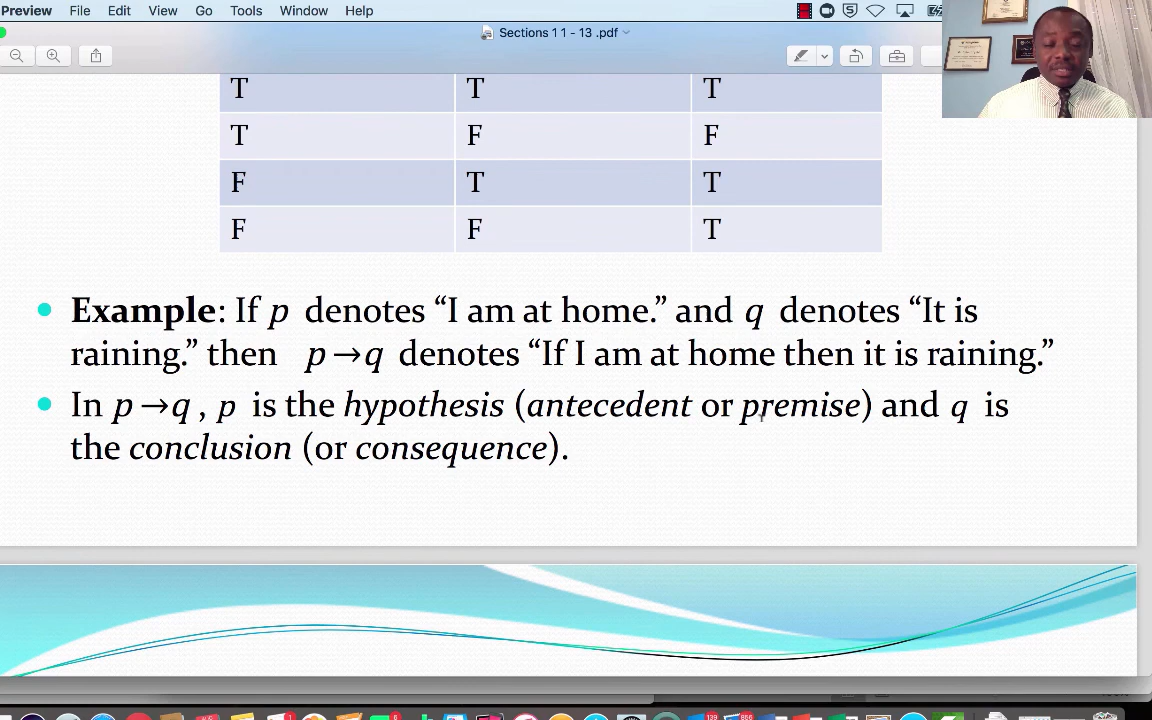 Preview File Edit View Go Tools Window Help
Sections 1 1 - 13 .pdf
T T T
T F F
F T T
F F T
Example: If p denotes “I am at home.” and q denotes “It is
raining.” then p →q denotes “If I am at home then it is raining.”
In p →q , p is the hypothesis (antecedent or premise) and q is
the conclusion (or consequence).